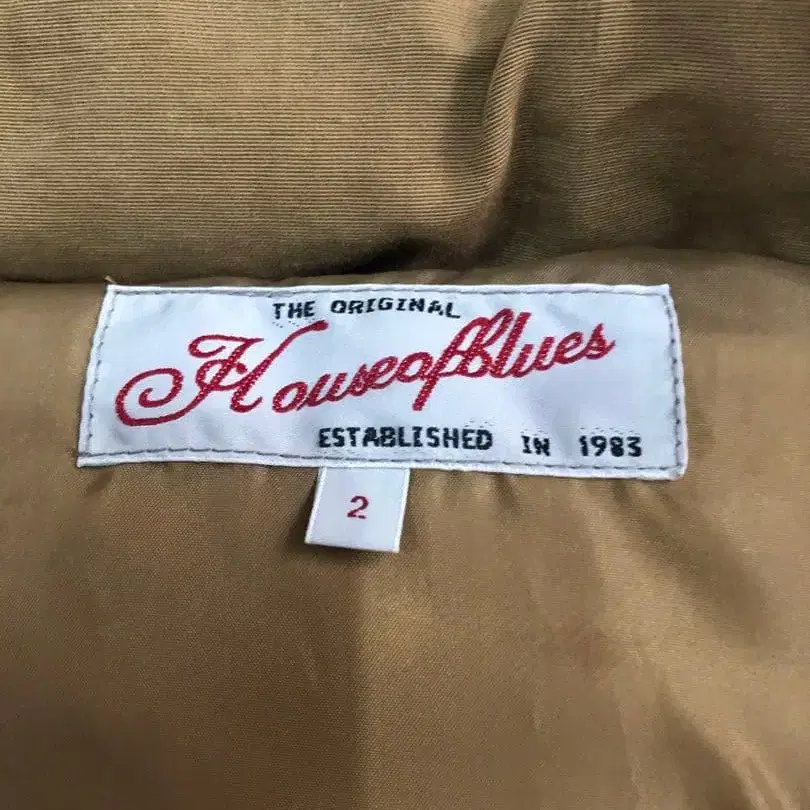 THE ORIGINAL
Houseofblues
ESTABLISHED IN 1983
2